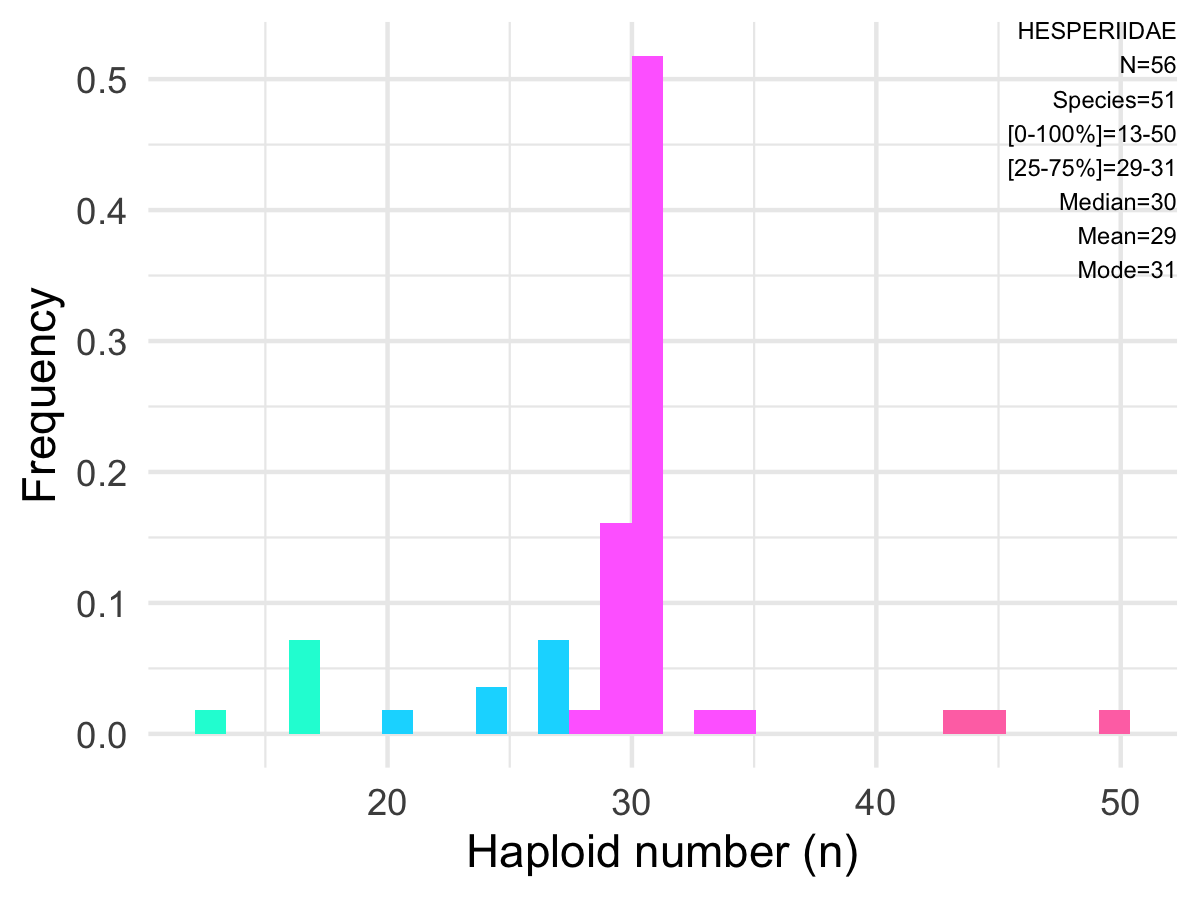 HESPERIIDAE
N=56
Species=51
[0-100%]=13-50
[25-75%]=29-31
Median=30
Mean=29
Mode=31
0.5
0.4
0.3
0.2
0.1
0.0
Frequency
20 30 40 50
Haploid number (n)